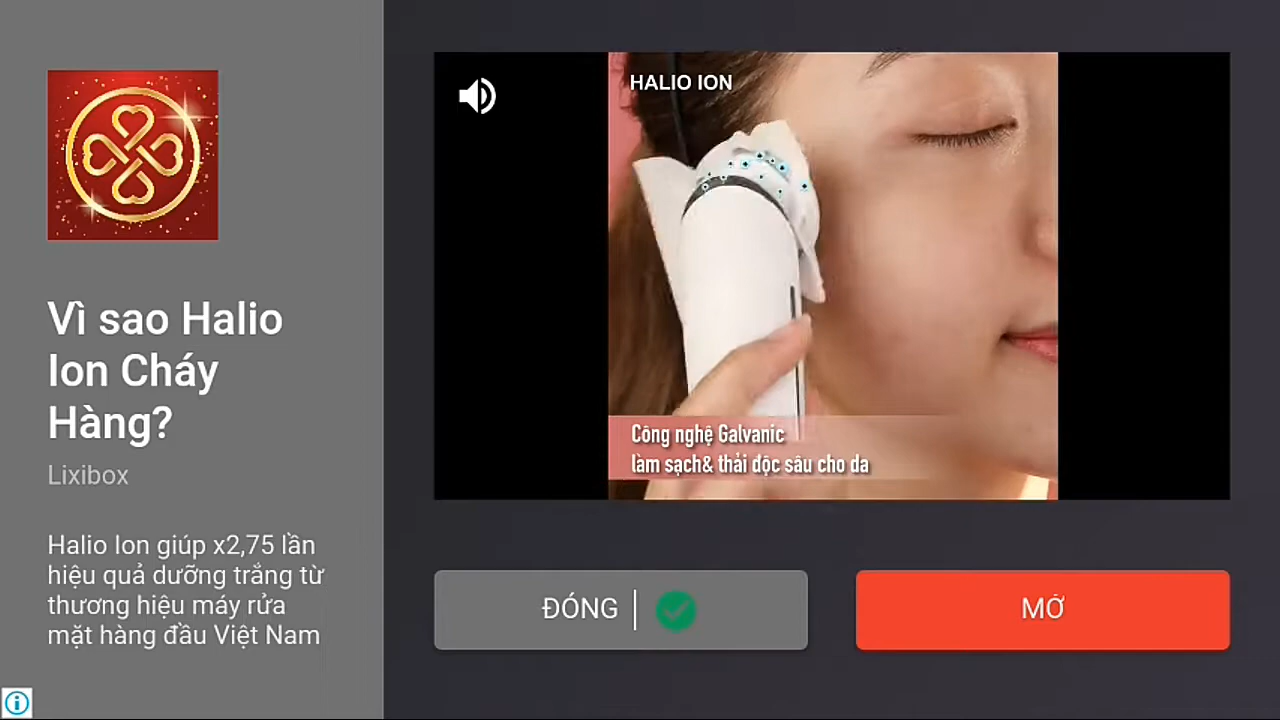 Vì sao Halio
Ion Cháy
Hàng?
Lixibox
Halio Ion giúp x2,75 lần
hiệu quả dưỡng trắng từ
thương hiệu máy rửa
mặt hàng đầu Việt Nam
HALIO ION
Công nghệ Galvanic
làm sạch& thải độc sâu cho da
ĐÓNG
MỞ